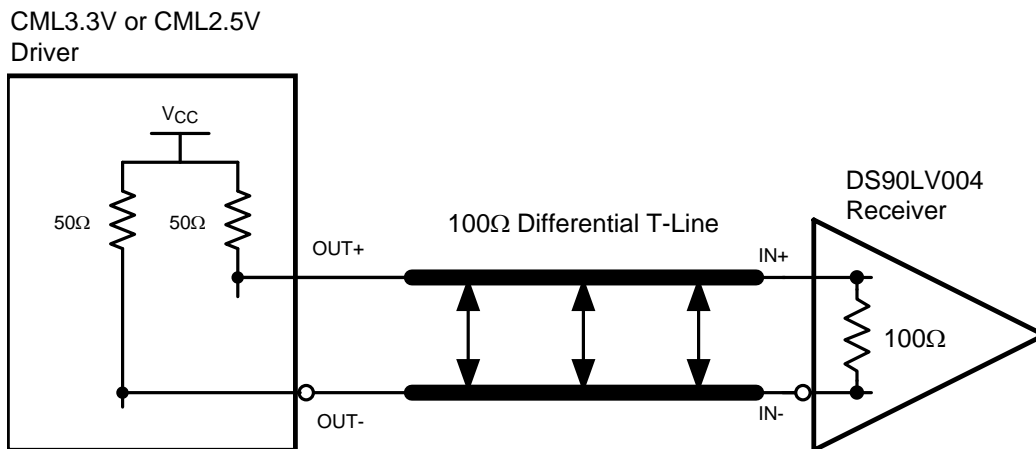 CML3.3V or CML2.5V
Driver
VCC
50Ω
50Ω
OUT+
OUT-
100Ω Differential T-Line
IN+
IN-
DS90LV004
Receiver
100Ω